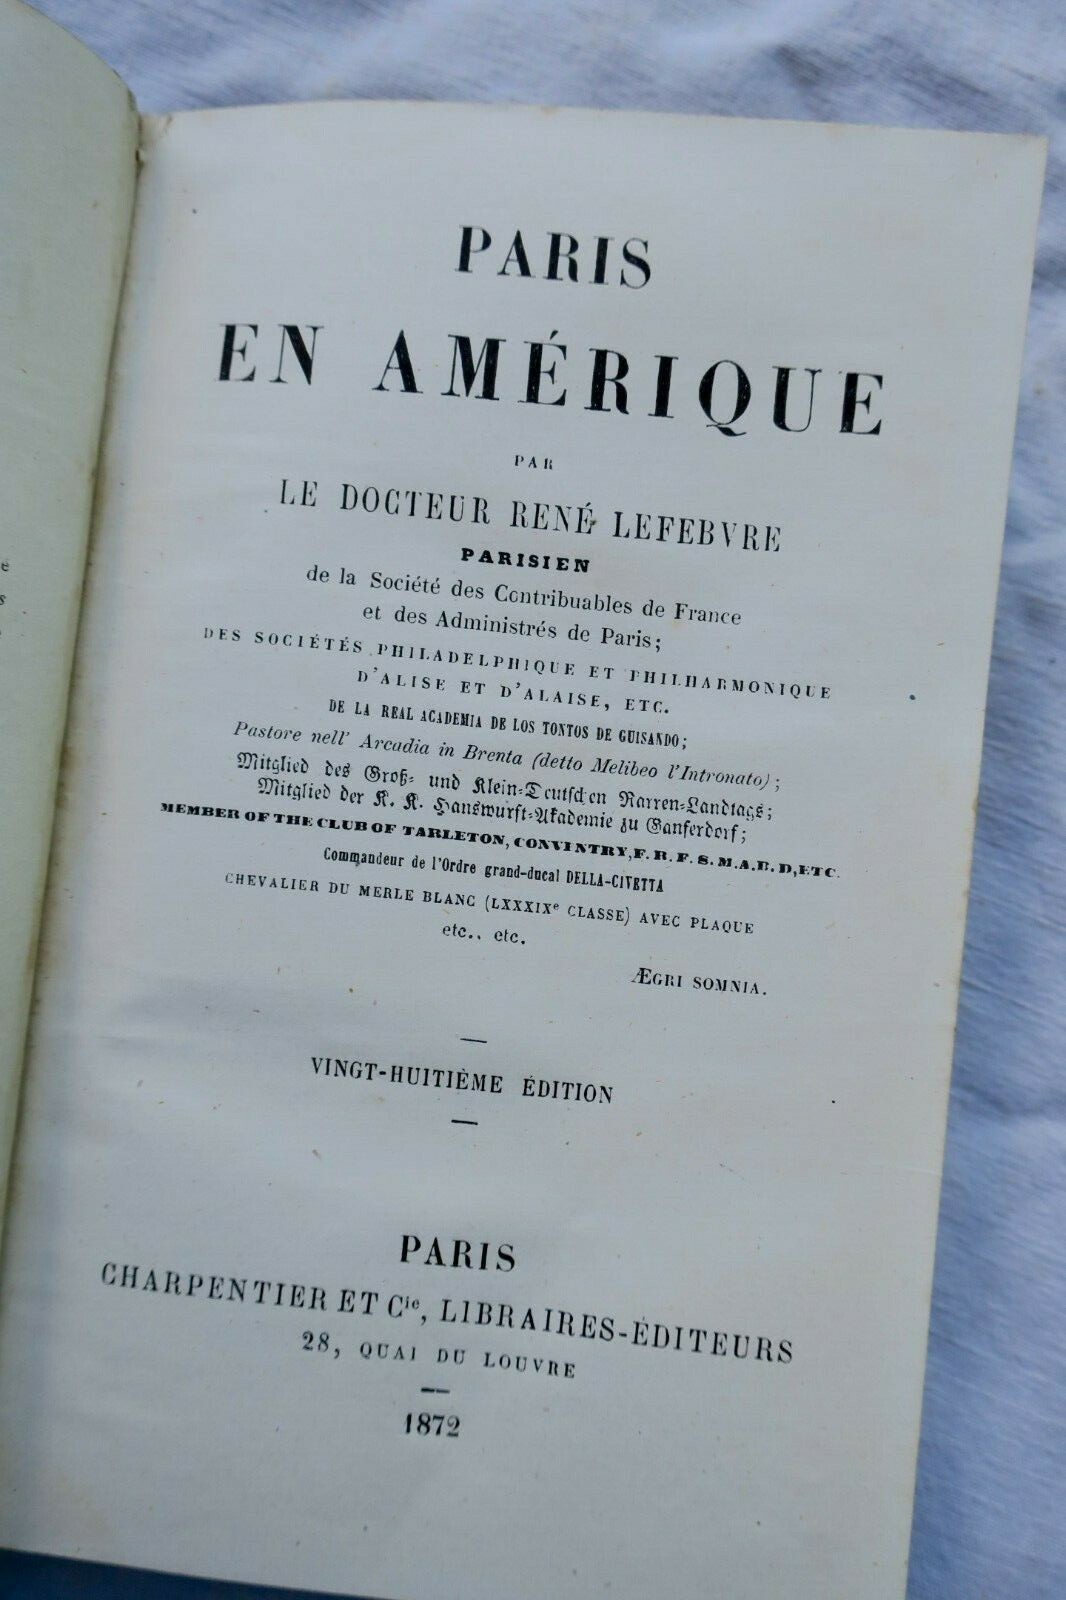 PARIS
EN AMÉRIQUE
PAR
LE DOCTEUR RENÉ LEFEBVRE
PARISIEN
de la Société des Contribuables de France
et des Administrés de Paris;
DES SOCIÉTÉS PHILADELPHIQUE ET PHILHARMONIQUE
D'ALISE ET D'ALAISE, ETC.
DE LA REAL ACADEMIA DE LOS TONTOS DE GUISANDO;
Pastore nell' Arcadia in Brenta (detto Melibeo l'Intronato);
Mitglied des Groß- und Klein-Deutschen Narren-Landtags;
Mitglied der K. K. Hanswurst-Akademie zu Ganserdorf;
MEMBER OF THE CLUB OF TARLETON, CONVINTRY, F. R. F. S. M. A. B. D, ETC.
Commandeur de l'Ordre grand-ducal DELLA-CIVETTA
CHEVALIER DU MERLE BLANC (LXXXIXe CLASSE) AVEC PLAQUE
etc., etc.
ÆGRI SOMNIA.
VINGT-HUITIÈME ÉDITION
PARIS
CHARPENTIER ET Cie, LIBRAIRES-ÉDITEURS
28, QUAI DU LOUVRE
1872